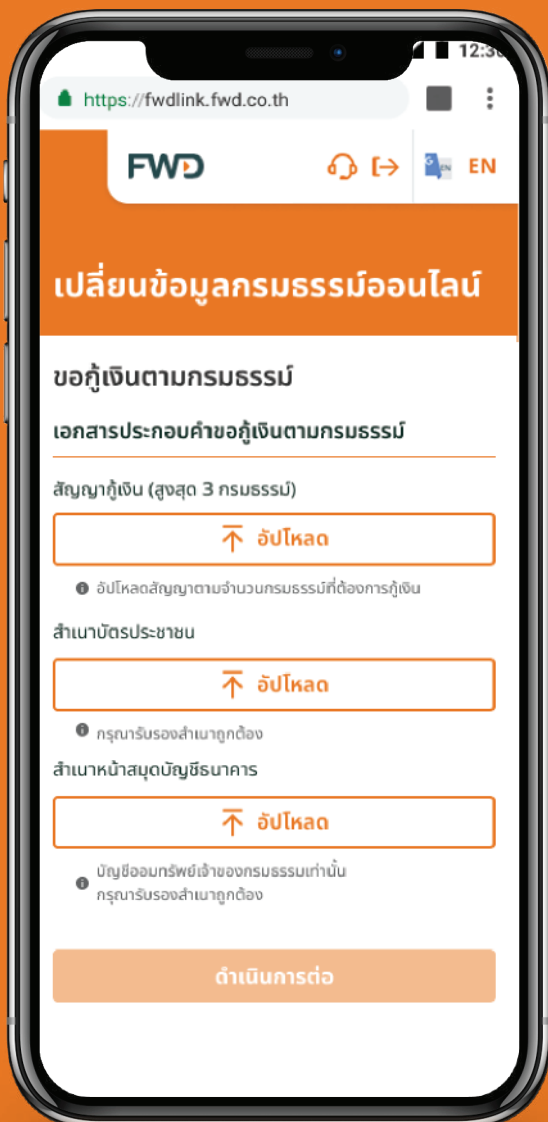 12:30
https://fwdlink.fwd.co.th
FWD
EN
เปลี่ยนข้อมูลกรมธรรม์ออนไลน์
ขอกู้เงินตามกรมธรรม์
เอกสารประกอบคำขอกู้เงินตามกรมธรรม์
สัญญากู้เงิน (สูงสุด 3 กรมธรรม์)
อัปโหลด
อัปโหลดสัญญาตามจำนวนกรมธรรม์ที่ต้องการกู้เงิน
สำเนาบัตรประชาชน
อัปโหลด
กรุณารับรองสำเนาถูกต้อง
สำเนาหน้าสมุดบัญชีธนาคาร
อัปโหลด
บัญชีออมทรัพย์เจ้าของกรมธรรมเท่านั้น
กรุณารับรองสำเนาถูกต้อง
ดำเนินการต่อ